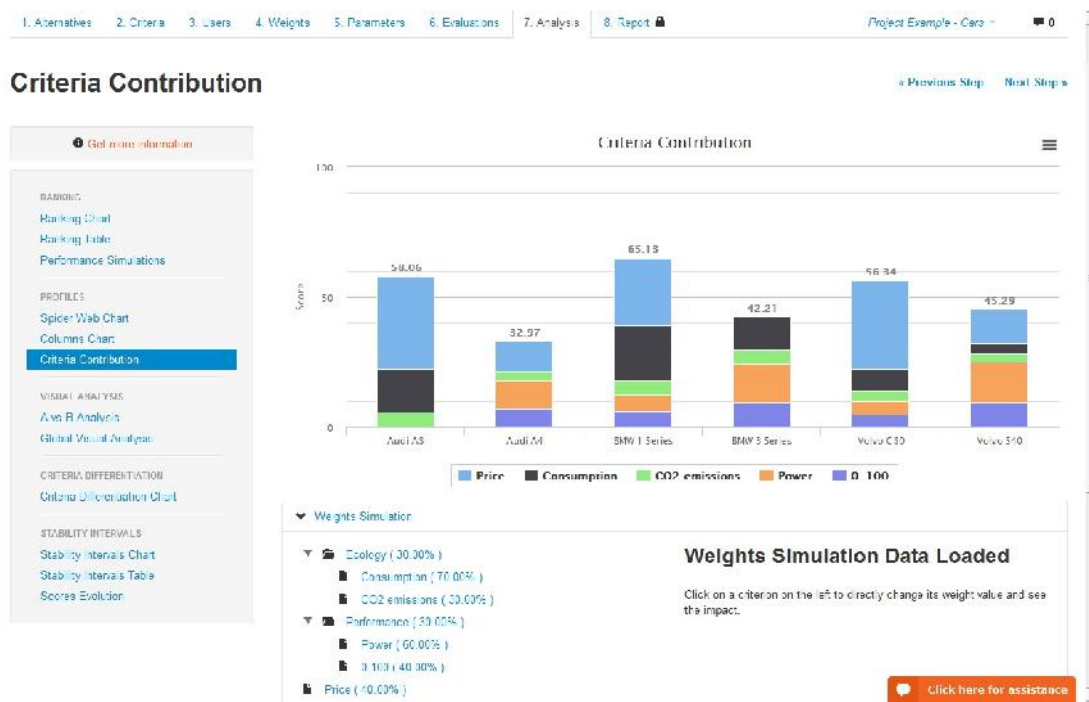 1. Alternatives 2. Criteria 3. Users 4. Weights 5. Parameters 6. Evaluations 7. Analysis 8. Report Project Example - Cars 0
Criteria Contribution
« Previous Step Next Step »
Get more information
RANKING
Ranking Chart
Ranking Table
Performance Simulations
PROFILES
Spider Web Chart
Columns Chart
Criteria Contribution
VISUAL ANALYSIS
A vs B Analysis
Global Visual Analysis
CRITERIA DIFFERENTIATION
Criteria Differentiation Chart
STABILITY INTERVALS
Stability Intervals Chart
Stability Intervals Table
Scores Evolution
Criteria Contribution
100
50
0
Score
58.06
32.97
65.13
42.21
56.34
45.29
Audi A3 Audi A4 BMW 1 Series BMW 3 Series Volvo C30 Volvo S40
Price Consumption CO2 emissions Power 0-100
Weights Simulation
Ecology ( 30.00% )
Consumption ( 70.00% )
CO2 emissions ( 30.00% )
Performance ( 30.00% )
Power ( 60.00% )
0-100 ( 40.00% )
Price ( 40.00% )
Weights Simulation Data Loaded
Click on a criterion on the left to directly change its weight value and see
the impact.
Click here for assistance